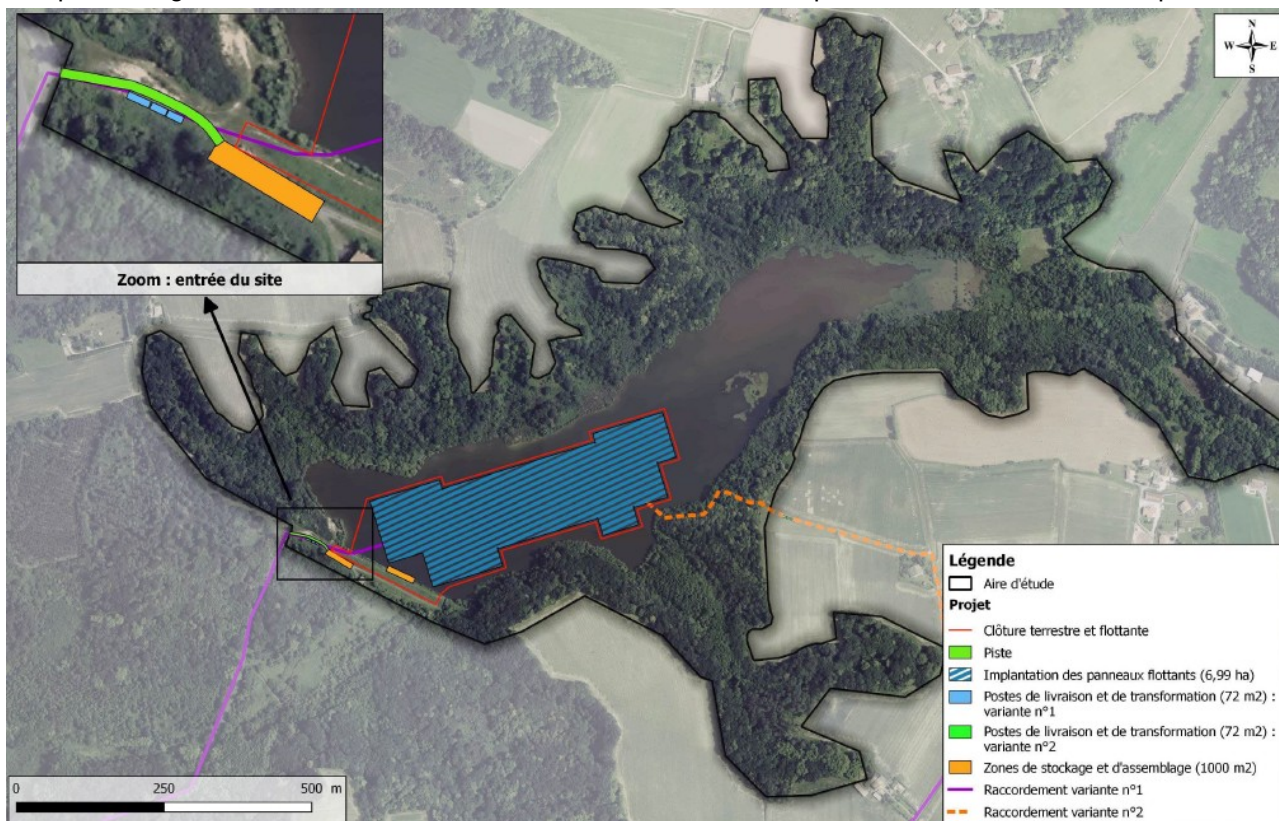 N
W E
S
Zoom : entrée du site
Légende
Aire d'étude
Projet
Clôture terrestre et flottante
Piste
Implantation des panneaux flottants (6,99 ha)
Postes de livraison et de transformation (72 m2) :
variante n°1
Postes de livraison et de transformation (72 m2) :
variante n°2
Zones de stockage et d'assemblage (1000 m2)
Raccordement variante n°1
Raccordement variante n°2
0 250 500 m